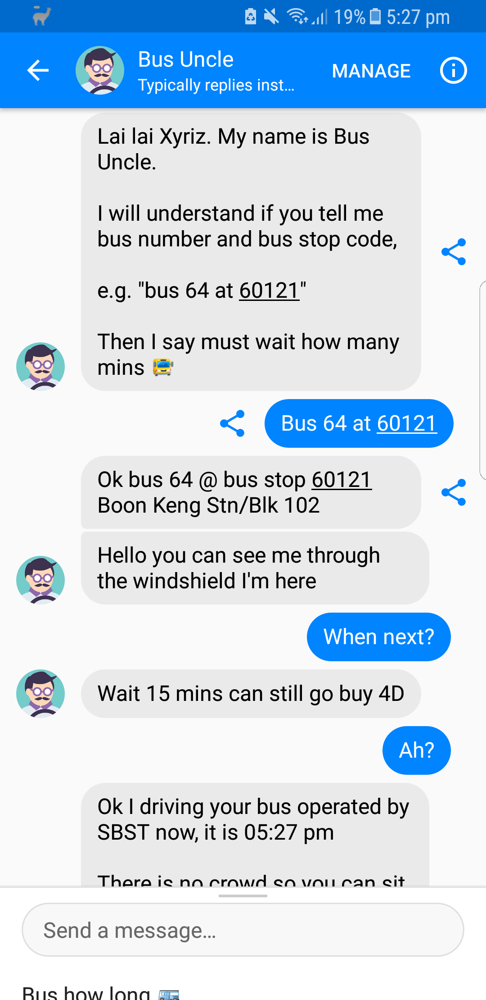 19% 5:27 pm
Bus Uncle
Typically replies inst...
MANAGE
Lai lai Xyriz. My name is Bus
Uncle.
I will understand if you tell me
bus number and bus stop code,
e.g. "bus 64 at 60121"
Then I say must wait how many
mins 🚍
Bus 64 at 60121
Ok bus 64 @ bus stop 60121
Boon Keng Stn/Blk 102
Hello you can see me through
the windshield I'm here
When next?
Wait 15 mins can still go buy 4D
Ah?
Ok I driving your bus operated by
SBST now, it is 05:27 pm
There is no crowd so you can sit
Send a message...
Bus how long 🚌